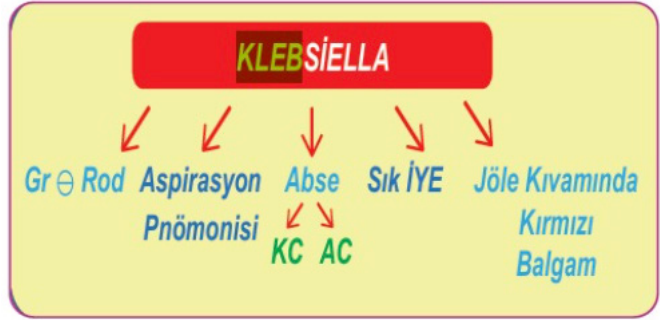 KLEBSİELLA
Gr ⊖ Rod Aspirasyon Abse Sık İYE Jöle Kıvamında
Pnömonisi Kırmızı
KC AC Balgam